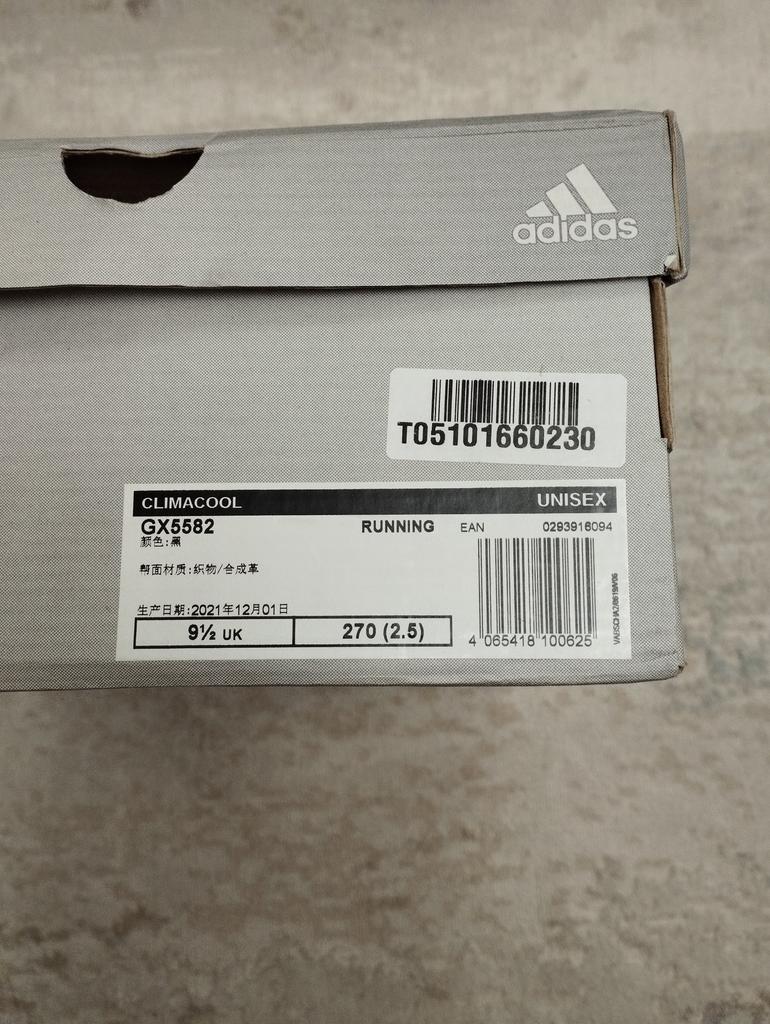 adidas
T05101660230
CLIMACOOL UNISEX
GX5582 RUNNING EAN 0293916094
颜色:黑
帮面材质:织物/合成革
生产日期:2021年12月01日
9½ UK 270 (2.5)
4 065418 100625